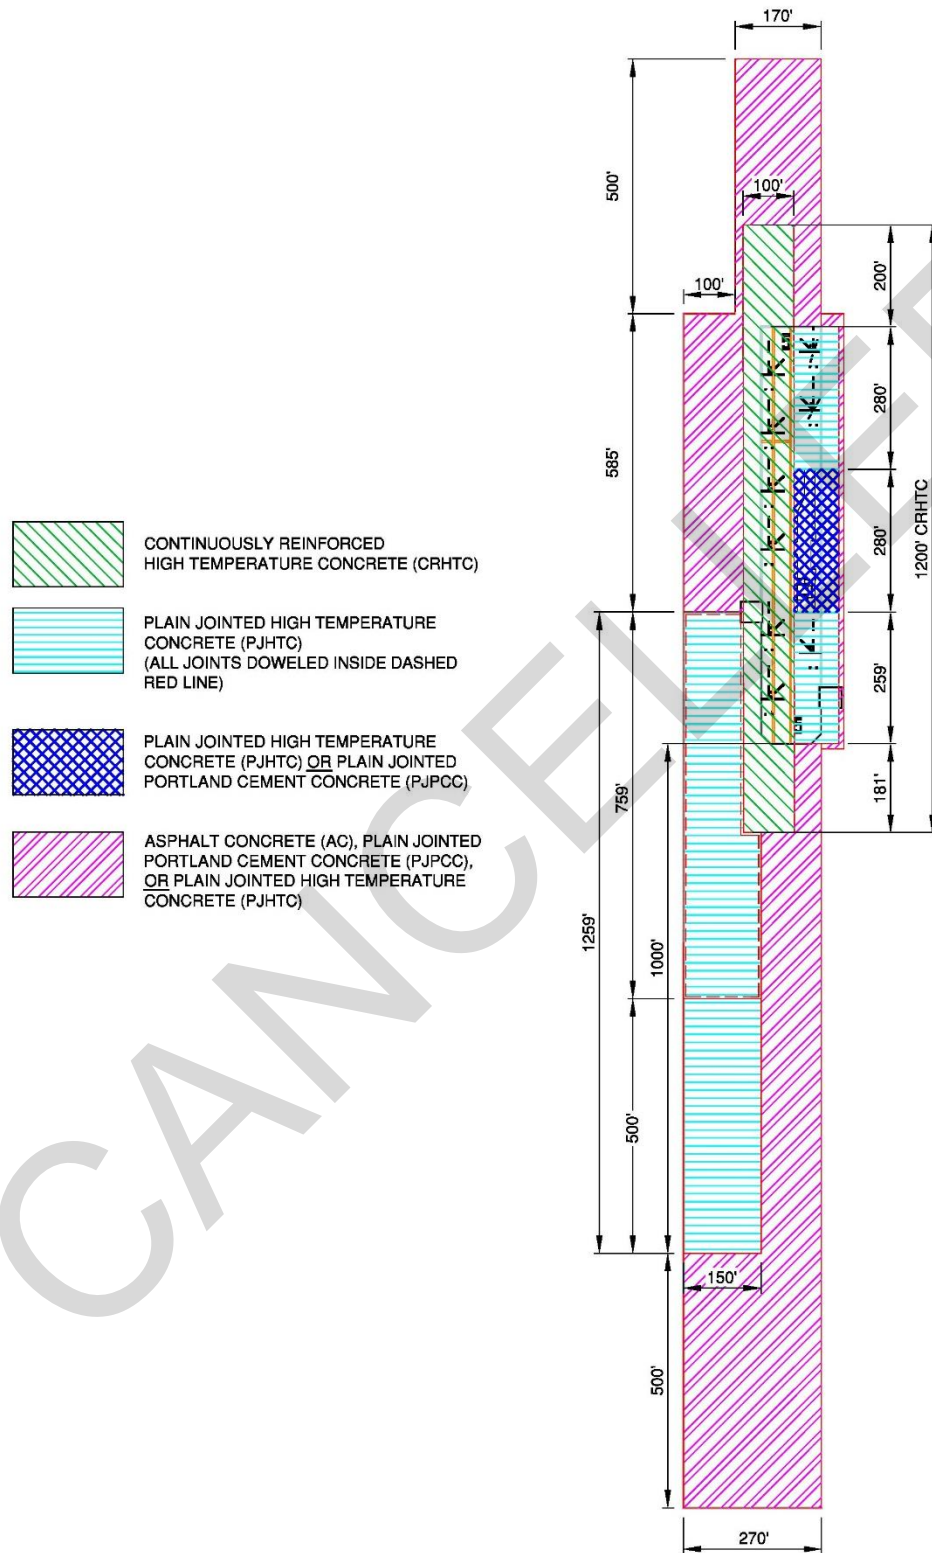 170'
500'
100'
200'
100'
280'
585'
280'
1200' CRHTC
CONTINUOUSLY REINFORCED
HIGH TEMPERATURE CONCRETE (CRHTC)
PLAIN JOINTED HIGH TEMPERATURE
CONCRETE (PJHTC)
(ALL JOINTS DOWELED INSIDE DASHED
RED LINE)
259'
PLAIN JOINTED HIGH TEMPERATURE
CONCRETE (PJHTC) OR PLAIN JOINTED
PORTLAND CEMENT CONCRETE (PJPCC)
759'
181'
ASPHALT CONCRETE (AC), PLAIN JOINTED
PORTLAND CEMENT CONCRETE (PJPCC),
OR PLAIN JOINTED HIGH TEMPERATURE
CONCRETE (PJHTC)
1259'
1000'
500'
150'
500'
270'
CANCELLED